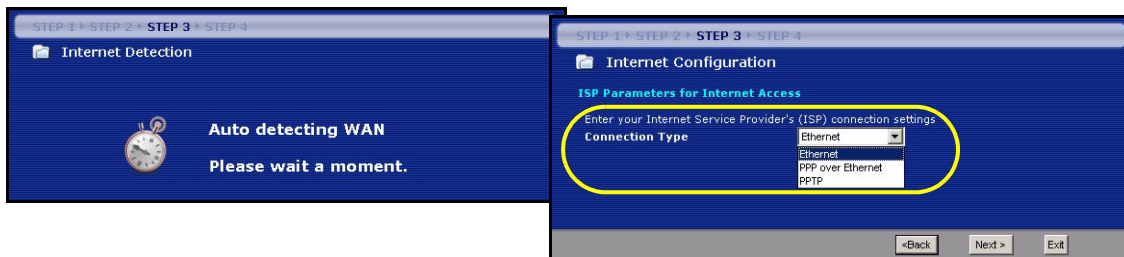 STEP 1 › STEP 2 › STEP 3 › STEP 4
Internet Detection
Auto detecting WAN
Please wait a moment.
STEP 1 › STEP 2 › STEP 3 › STEP 4
Internet Configuration
ISP Parameters for Internet Access
Enter your Internet Service Provider's (ISP) connection settings
Connection Type Ethernet
Ethernet
PPP over Ethernet
PPTP
<Back Next > Exit